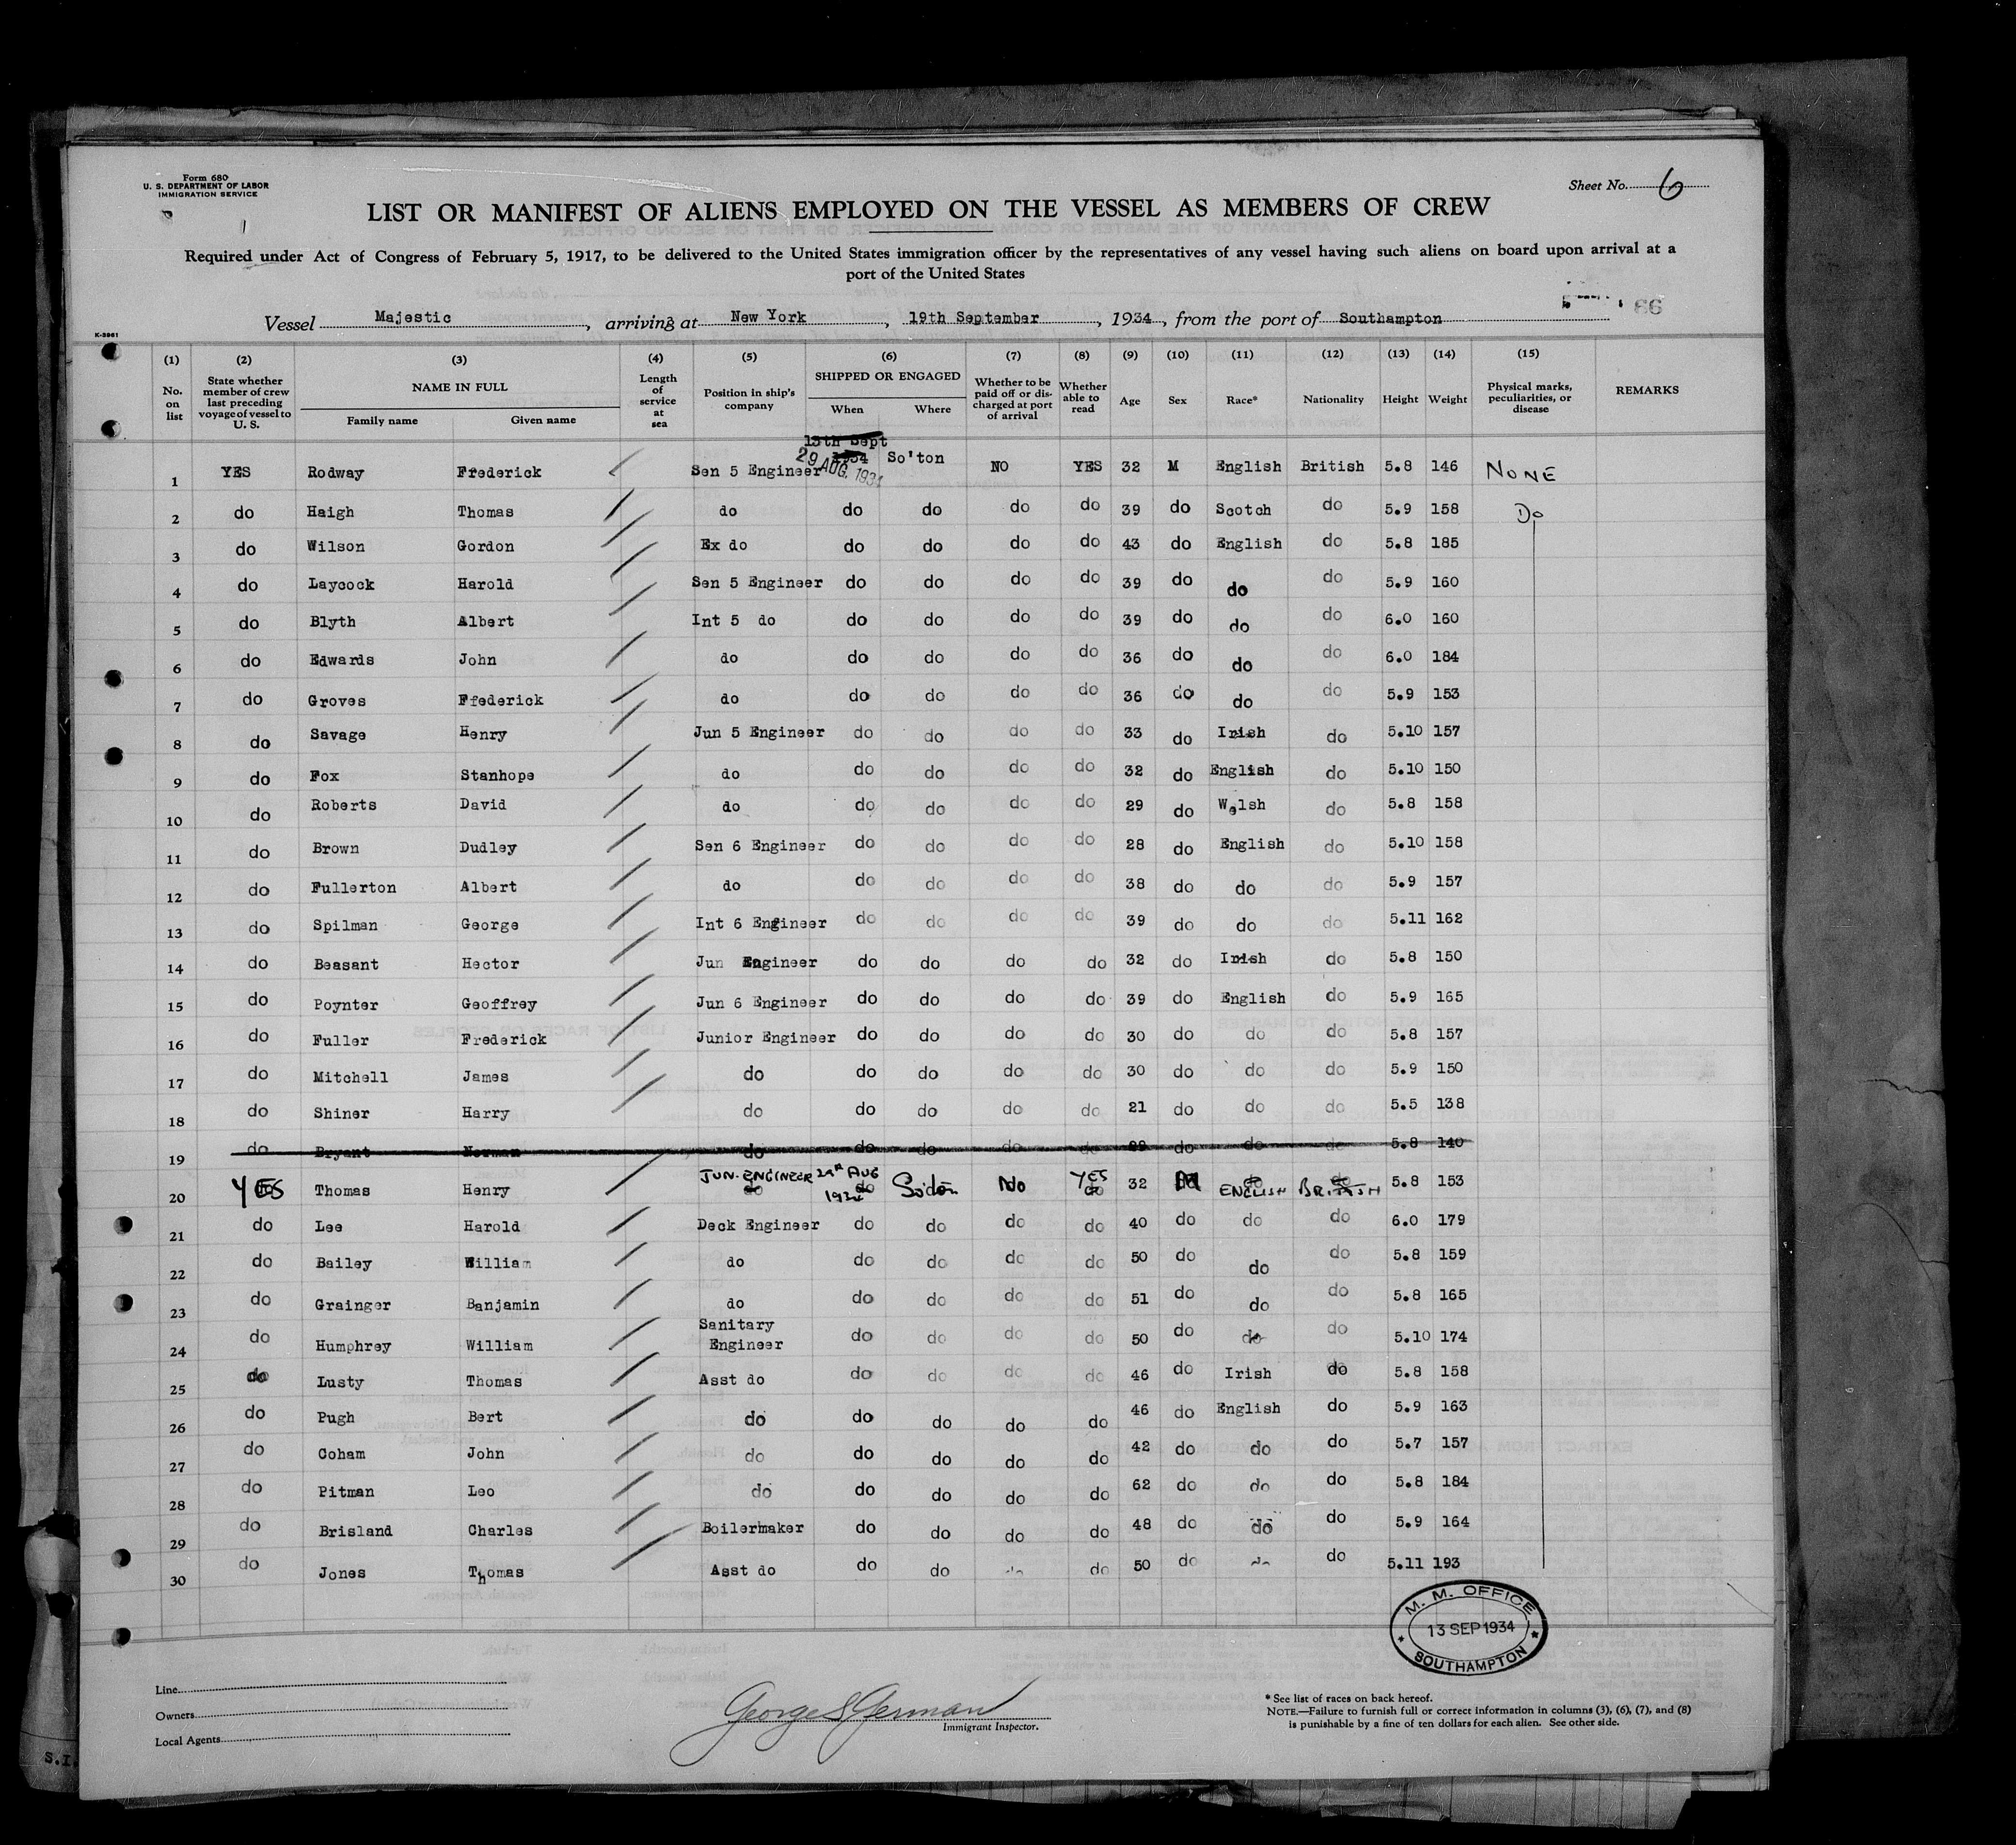 Form 680
U. S. DEPARTMENT OF LABOR
IMMIGRATION SERVICE
Sheet No. 6
LIST OR MANIFEST OF ALIENS EMPLOYED ON THE VESSEL AS MEMBERS OF CREW
Required under Act of Congress of February 5, 1917, to be delivered to the United States immigration officer by the representatives of any vessel having such aliens on board upon arrival at a
port of the United States
Vessel Majestic, arriving at New York, 19th September, 1934, from the port of Southampton
K-3961
(1) (2) (3) (4) (5) (6) (7) (8) (9) (10) (11) (12) (13) (14) (15)
No. on list State whether member of crew last preceding voyage of vessel to U. S. NAME IN FULL Family name Given name Length of service at sea Position in ship's company SHIPPED OR ENGAGED When Where Whether to be paid off or discharged at port of arrival Whether able to read Age Sex Race* Nationality Height Weight Physical marks, peculiarities, or disease REMARKS
13th Sept
1934
29 AUG. 1934
1 YES Rodway Frederick Sen 5 Engineer So'ton NO YES 32 M English British 5.8 146 NONE
2 do Haigh Thomas do do do do do 39 do Scotch do 5.9 158 Do
3 do Wilson Gordon Ex do do do do do 43 do English do 5.8 185
4 do Laycock Harold Sen 5 Engineer do do do do 39 do do do 5.9 160
5 do Blyth Albert Int 5 do do do do do 39 do do do 6.0 160
6 do Edwards John do do do do do 36 do do do 6.0 184
7 do Groves Frederick do do do do do 36 do do do 5.9 153
8 do Savage Henry Jun 5 Engineer do do do do 33 do Irish do 5.10 157
9 do Fox Stanhope do do do do do 32 do English do 5.10 150
10 do Roberts David do do do do do 29 do Welsh do 5.8 158
11 do Brown Dudley Sen 6 Engineer do do do do 28 do English do 5.10 158
12 do Fullerton Albert do do do do do 38 do do do 5.9 157
13 do Spilman George Int 6 Engineer do do do do 39 do do do 5.11 162
14 do Beasant Hector Jun Engineer do do do do 32 do Irish do 5.8 150
15 do Poynter Geoffrey Jun 6 Engineer do do do do 39 do English do 5.9 165
16 do Fuller Frederick Junior Engineer do do do do 30 do do do 5.8 157
17 do Mitchell James do do do do do 30 do do do 5.9 150
18 do Shiner Harry do do do do do 21 do do do 5.5 138
19 do Bryant Norman do do do do do 29 do do do 5.8 140
20 YES Thomas Henry JUN. ENGINEER 29th AUG 1934 So'ton No YES 32 M ENGLISH BRITISH 5.8 153
21 do Lee Harold Deck Engineer do do do do 40 do do do 6.0 179
22 do Bailey William do do do do do 50 do do do 5.8 159
23 do Grainger Banjamin do do do do do 51 do do do 5.8 165
24 do Humphrey William Sanitary Engineer do do do do 50 do do do 5.10 174
25 do Lusty Thomas Asst do do do do do 46 do Irish do 5.8 158
26 do Pugh Bert do do do do do 46 do English do 5.9 163
27 do Coham John do do do do do 42 do do do 5.7 157
28 do Pitman Leo do do do do do 62 do do do 5.8 184
29 do Brisland Charles Boilermaker do do do do 48 do do do 5.9 164
30 do Jones Thomas Asst do do do do 50 do do 5.11 193
M. M. OFFICE
13 SEP 1934
SOUTHAMPTON
Line
Owners
Local Agents
George S German
Immigrant Inspector.
* See list of races on back hereof.
NOTE.—Failure to furnish full or correct information in columns (3), (6), (7), and (8)
is punishable by a fine of ten dollars for each alien. See other side.
S.I.